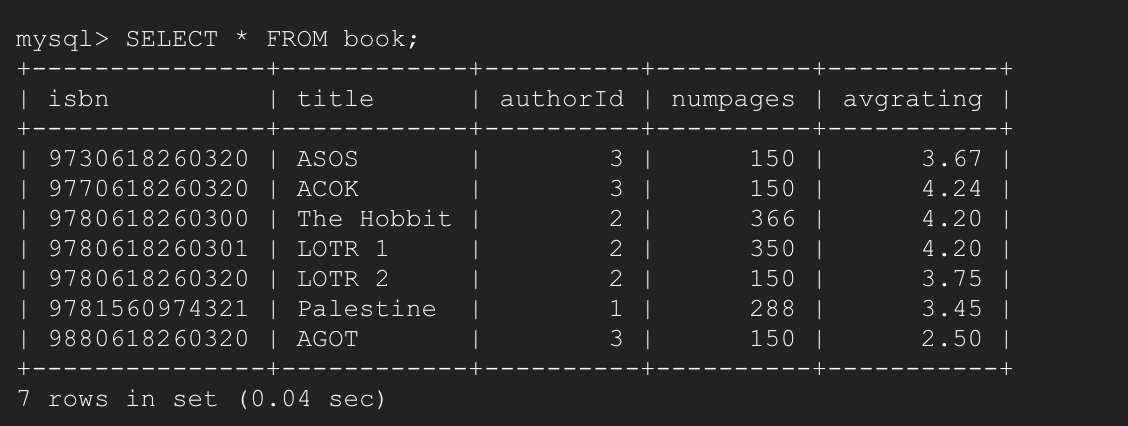 mysql> SELECT * FROM book;
+---------------+------------+----------+----------+-----------+
| isbn          | title      | authorId | numpages | avgrating |
+---------------+------------+----------+----------+-----------+
| 9730618260320 | ASOS       |        3 |      150 |      3.67 |
| 9770618260320 | ACOK       |        3 |      150 |      4.24 |
| 9780618260300 | The Hobbit |        2 |      366 |      4.20 |
| 9780618260301 | LOTR 1     |        2 |      350 |      4.20 |
| 9780618260320 | LOTR 2     |        2 |      150 |      3.75 |
| 9781560974321 | Palestine  |        1 |      288 |      3.45 |
| 9880618260320 | AGOT       |        3 |      150 |      2.50 |
+---------------+------------+----------+----------+-----------+
7 rows in set (0.04 sec)